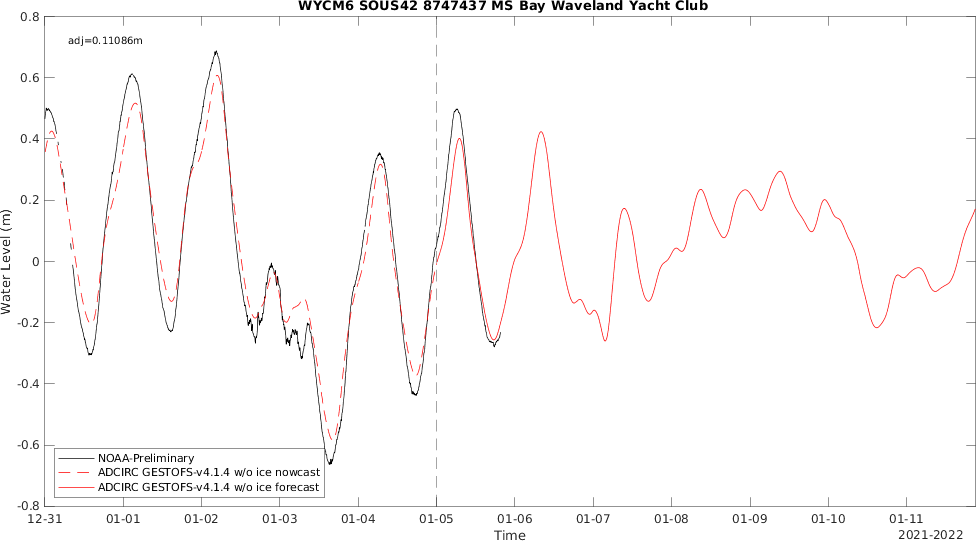 WYCM6 SOUS42 8747437 MS Bay Waveland Yacht Club
adj=0.11086m
0.8
0.6
0.4
0.2
0
-0.2
-0.4
-0.6
-0.8
Water Level (m)
NOAA-Preliminary
ADCIRC GESTOFS-v4.1.4 w/o ice nowcast
ADCIRC GESTOFS-v4.1.4 w/o ice forecast
12-31 01-01 01-02 01-03 01-04 01-05 01-06 01-07 01-08 01-09 01-10 01-11
Time
2021-2022